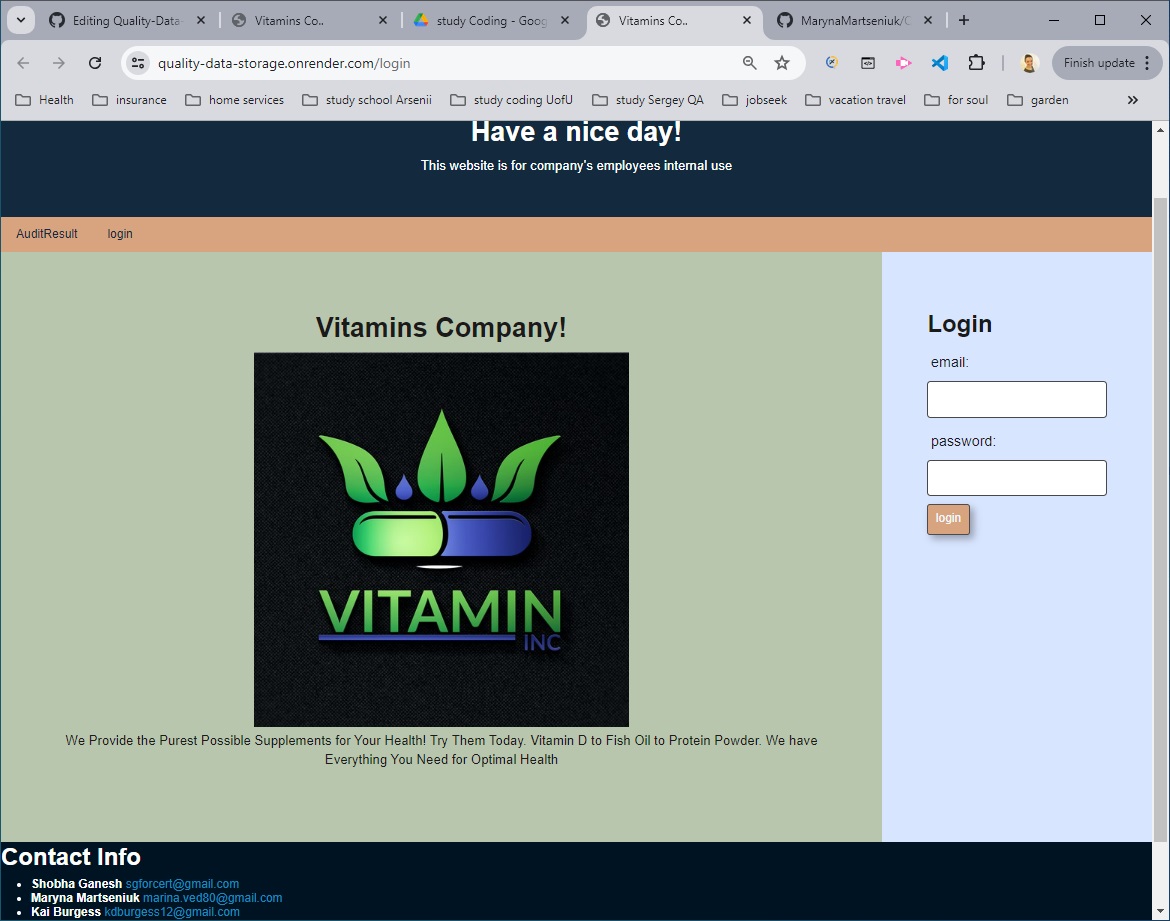 Editing Quality-Data-
Vitamins Co..
study Coding - Goog
Vitamins Co..
MarynaMartseniuk/C
quality-data-storage.onrender.com/login
Finish update
Health
insurance
home services
study school Arsenii
study coding UofU
study Sergey QA
jobseek
vacation travel
for soul
garden
Have a nice day!
This website is for company's employees internal use
AuditResult login
Vitamins Company!
VITAMIN
INC
We Provide the Purest Possible Supplements for Your Health! Try Them Today. Vitamin D to Fish Oil to Protein Powder. We have
Everything You Need for Optimal Health
Login
email:
password:
login
Contact Info
Shobha Ganesh sgforcert@gmail.com
Maryna Martseniuk marina.ved80@gmail.com
Kai Burgess kdburgess12@gmail.com